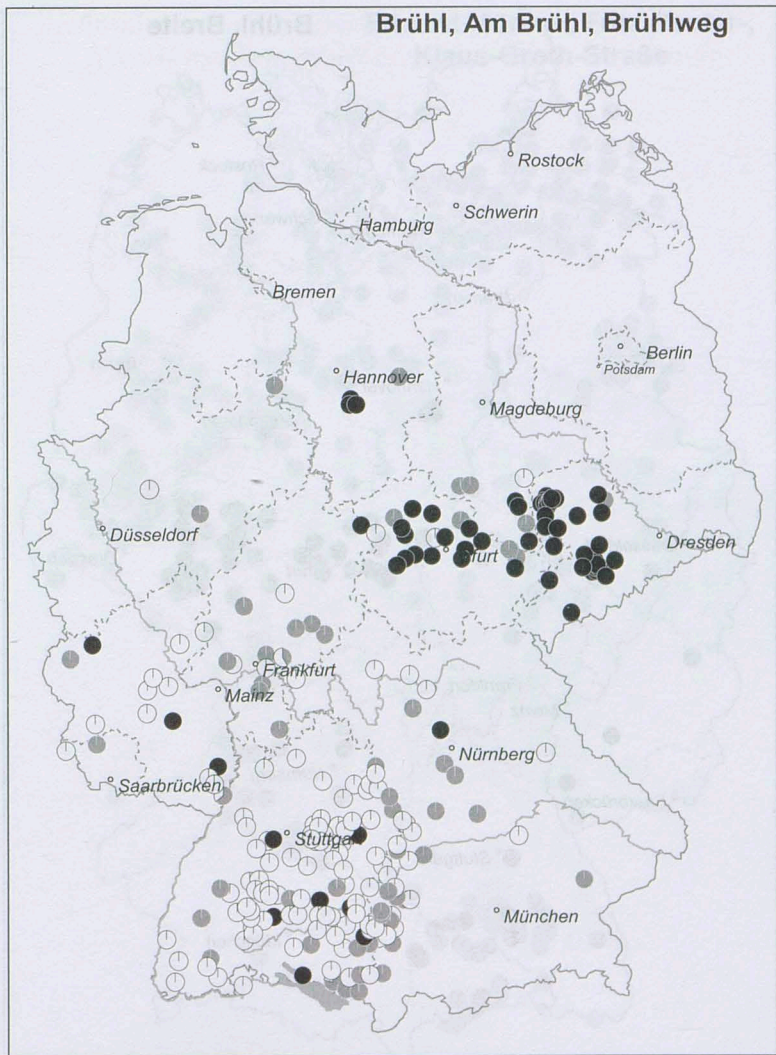 Brühl, Am Brühl, Brühlweg
Rostock
Schwerin
Hamburg
Bremen
Berlin
Potsdam
Hannover
Magdeburg
Düsseldorf
Dresden
Frankfurt
Mainz
Nürnberg
Saarbrücken
München